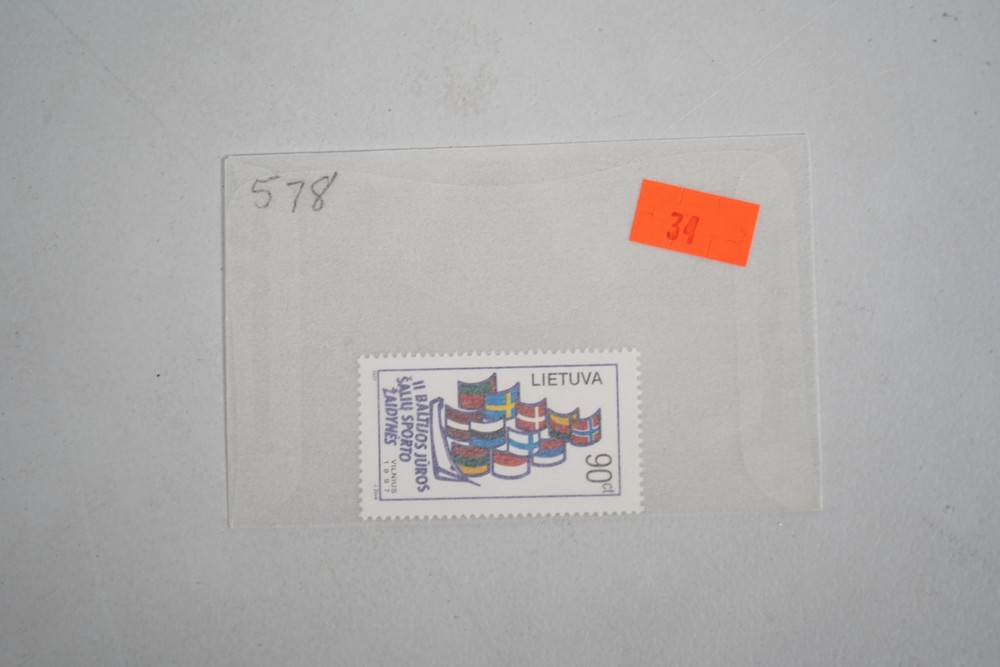 578
34
LIETUVA
90ct
II BALTIJOS JŪROS
ŠALIŲ SPORTO
ŽAIDYNĖS
VILNIUS
1997